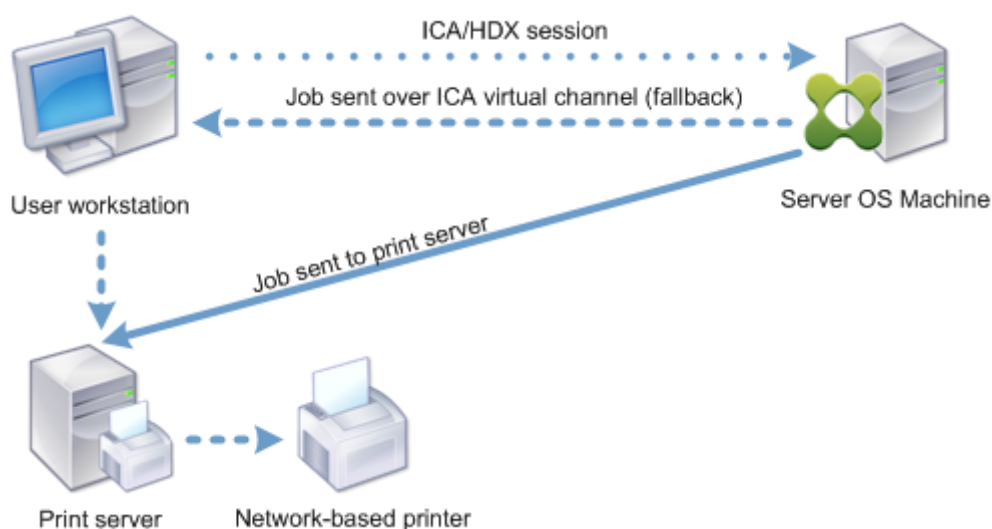 ICA/HDX session
Job sent over ICA virtual channel (fallback)
User workstation
Server OS Machine
Job sent to print server
Print server
Network-based printer